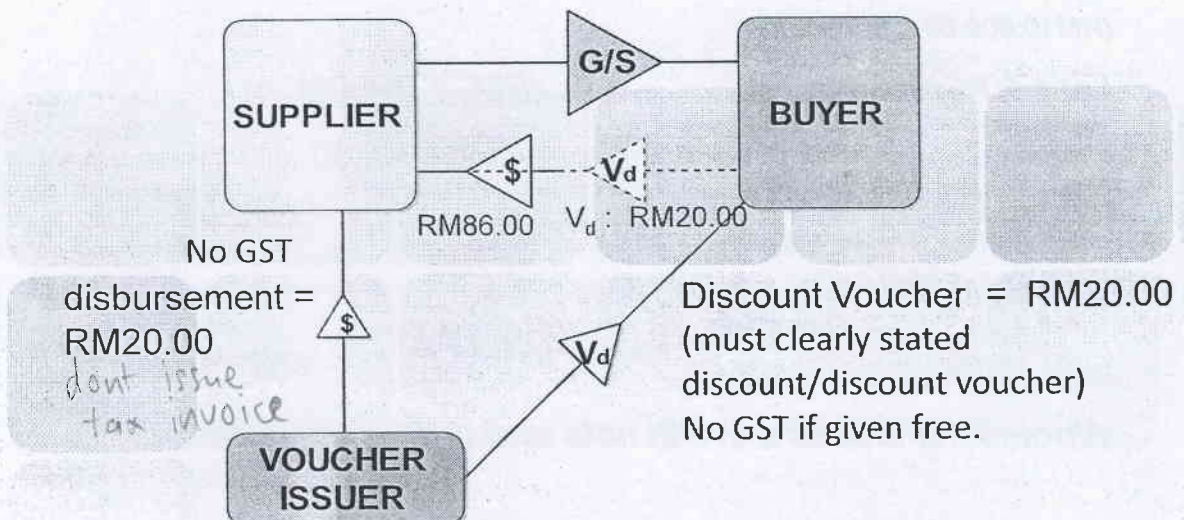 G/S
SUPPLIER
BUYER
$
Vd
RM86.00
Vd : RM20.00
No GST
disbursement =
RM20.00
dont issue
tax invoice
$
Vd
Discount Voucher = RM20.00
(must clearly stated
discount/discount voucher)
No GST if given free.
VOUCHER
ISSUER